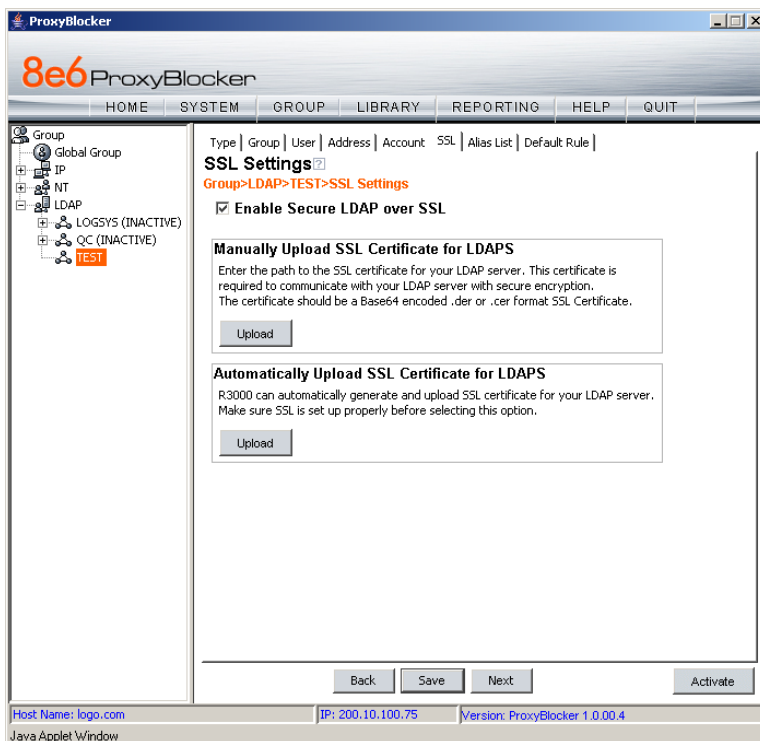 ProxyBlocker
8e6 ProxyBlocker
HOME SYSTEM GROUP LIBRARY REPORTING HELP QUIT
Group
Global Group
IP
NT
LDAP
LOGSYS (INACTIVE)
QC (INACTIVE)
TEST
Type | Group | User | Address | Account SSL | Alias List | Default Rule |
SSL Settings ?
Group>LDAP>TEST>SSL Settings
Enable Secure LDAP over SSL
Manually Upload SSL Certificate for LDAPS
Enter the path to the SSL certificate for your LDAP server. This certificate is
required to communicate with your LDAP server with secure encryption.
The certificate should be a Base64 encoded .der or .cer format SSL Certificate.
Upload
Automatically Upload SSL Certificate for LDAPS
R3000 can automatically generate and upload SSL certificate for your LDAP server.
Make sure SSL is set up properly before selecting this option.
Upload
Back Save Next Activate
Host Name: logo.com IP: 200.10.100.75 Version: ProxyBlocker 1.0.00.4
Java Applet Window